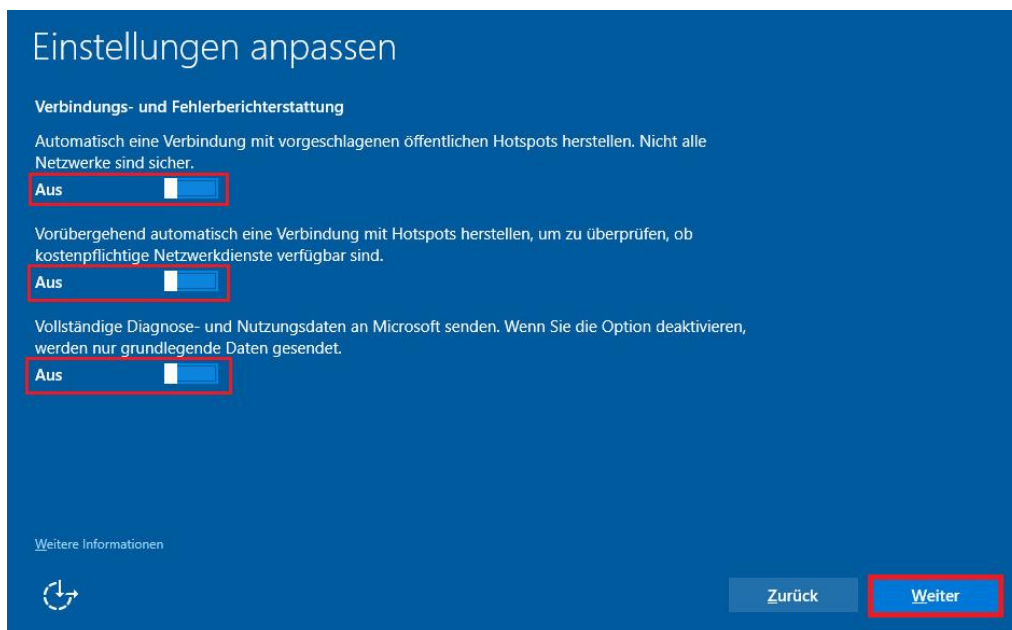 Einstellungen anpassen
Verbindungs- und Fehlerberichterstattung
Automatisch eine Verbindung mit vorgeschlagenen öffentlichen Hotspots herstellen. Nicht alle
Netzwerke sind sicher.
Aus
Vorübergehend automatisch eine Verbindung mit Hotspots herstellen, um zu überprüfen, ob
kostenpflichtige Netzwerkdienste verfügbar sind.
Aus
Vollständige Diagnose- und Nutzungsdaten an Microsoft senden. Wenn Sie die Option deaktivieren,
werden nur grundlegende Daten gesendet.
Aus
Weitere Informationen
Zurück
Weiter